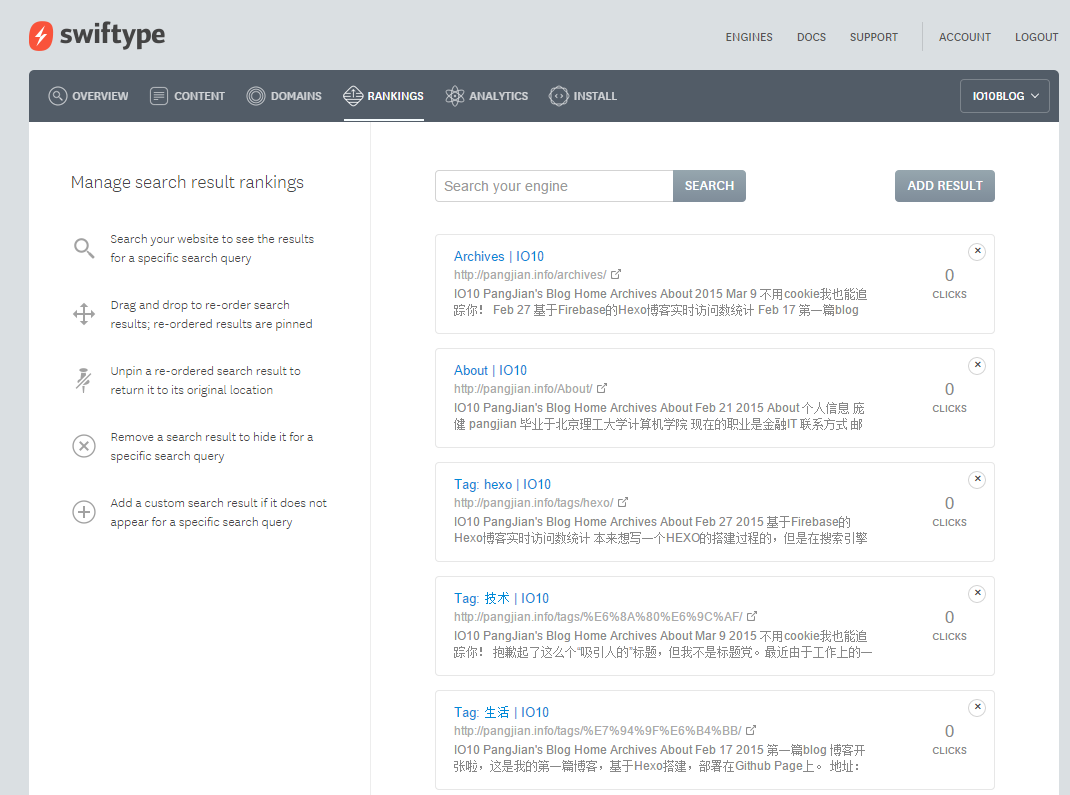 swiftype
ENGINES DOCS SUPPORT ACCOUNT LOGOUT
OVERVIEW CONTENT DOMAINS RANKINGS ANALYTICS INSTALL IO10BLOG
Manage search result rankings
Search your website to see the results
for a specific search query
Drag and drop to re-order search
results; re-ordered results are pinned
Unpin a re-ordered search result to
return it to its original location
Remove a search result to hide it for a
specific search query
Add a custom search result if it does not
appear for a specific search query
Search your engine SEARCH ADD RESULT
Archives | IO10
http://pangjian.info/archives/
IO10 PangJian's Blog Home Archives About 2015 Mar 9 不用cookie我也能追
踪你！ Feb 27 基于Firebase的Hexo博客实时访问数统计 Feb 17 第一篇blog
0
CLICKS
About | IO10
http://pangjian.info/About/
IO10 PangJian's Blog Home Archives About Feb 21 2015 About 个人信息 庞
健 pangjian 毕业于北京理工大学计算机学院 现在的职业是金融IT 联系方式 邮
0
CLICKS
Tag: hexo | IO10
http://pangjian.info/tags/hexo/
IO10 PangJian's Blog Home Archives About Feb 27 2015 基于Firebase的
Hexo博客实时访问数统计 本来想写一个HEXO的搭建过程的，但是在搜索引擎
0
CLICKS
Tag: 技术 | IO10
http://pangjian.info/tags/%E6%8A%80%E6%9C%AF/
IO10 PangJian's Blog Home Archives About Mar 9 2015 不用cookie我也能追
踪你！ 抱歉起了这么个“吸引人的”标题，但我不是标题党。最近由于工作上的一
0
CLICKS
Tag: 生活 | IO10
http://pangjian.info/tags/%E7%94%9F%E6%B4%BB/
IO10 PangJian's Blog Home Archives About Feb 17 2015 第一篇blog 博客开
张啦，这是我的第一篇博客，基于Hexo搭建，部署在Github Page上。 地址：
0
CLICKS